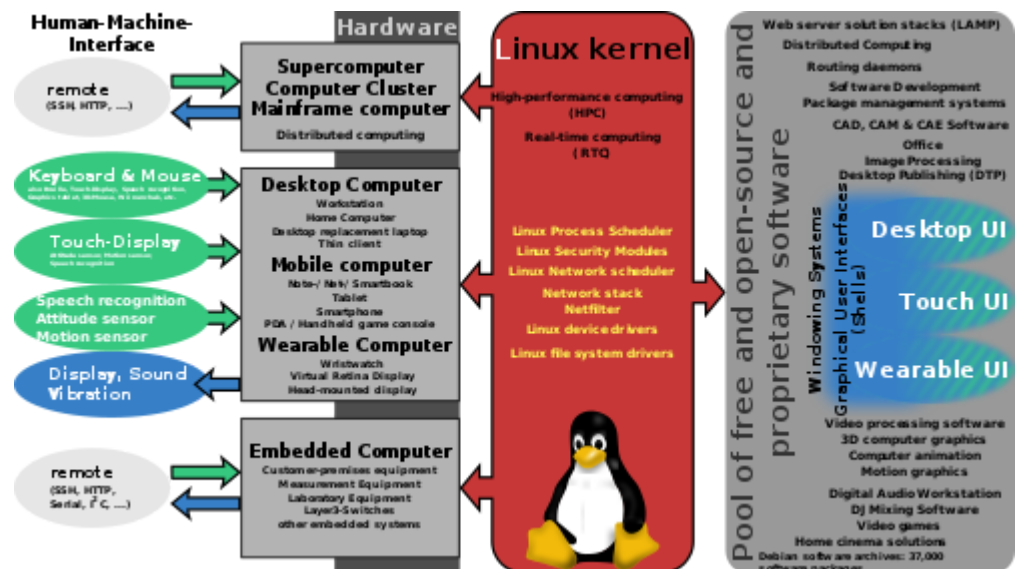 Human-Machine-
Interface
remote
(SSH, HTTP, ....)
Keyboard & Mouse
Touch-Display
Attitude sensor, Motion sensor,
Speech recognition
Speech recognition
Attitude sensor
Motion sensor
Display, Sound
Vibration
remote
(SSH, HTTP,
Serial, I²C, ....)
Hardware
Supercomputer
Computer Cluster
Mainframe computer
Distributed computing
Desktop Computer
Workstation
Home Computer
Desktop replacement laptop
Thin client
Mobile computer
Note-/ Net-/ Smartbook
Tablet
Smartphone
PDA / Handheld game console
Wearable Computer
Wristwatch
Virtual Retina Display
Head-mounted display
Embedded Computer
Customer-premises equipment
Measurement Equipment
Laboratory Equipment
Layer3-Switches
other embedded systems
Linux kernel
High-performance computing
(HPC)
Real-time computing
(RTC)
Linux Process Scheduler
Linux Security Modules
Linux Network scheduler
Network stack
Netfilter
Linux device drivers
Linux file system drivers
Pool of free and open-source and
proprietary software
Web server solution stacks (LAMP)
Distributed Computing
Routing daemons
Software Development
Package management systems
CAD, CAM & CAE Software
Office
Image Processing
Desktop Publishing (DTP)
Windowing Systems
Graphical User Interfaces
(Shells)
Desktop UI
Touch UI
Wearable UI
Video processing software
3D computer graphics
Computer animation
Motion graphics
Digital Audio Workstation
DJ Mixing Software
Video games
Home cinema solutions
Debian software archives: 37,000
software packages